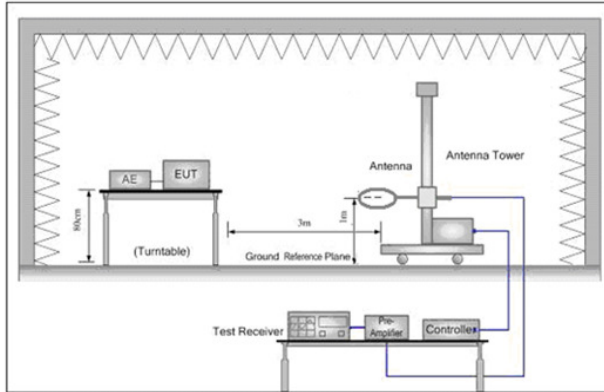 Antenna Tower
Antenna
AE
EUT
80cm
(Turntable)
3m
1m
Ground Reference Plane
Test Receiver
Pre-
Amplifier
Controller